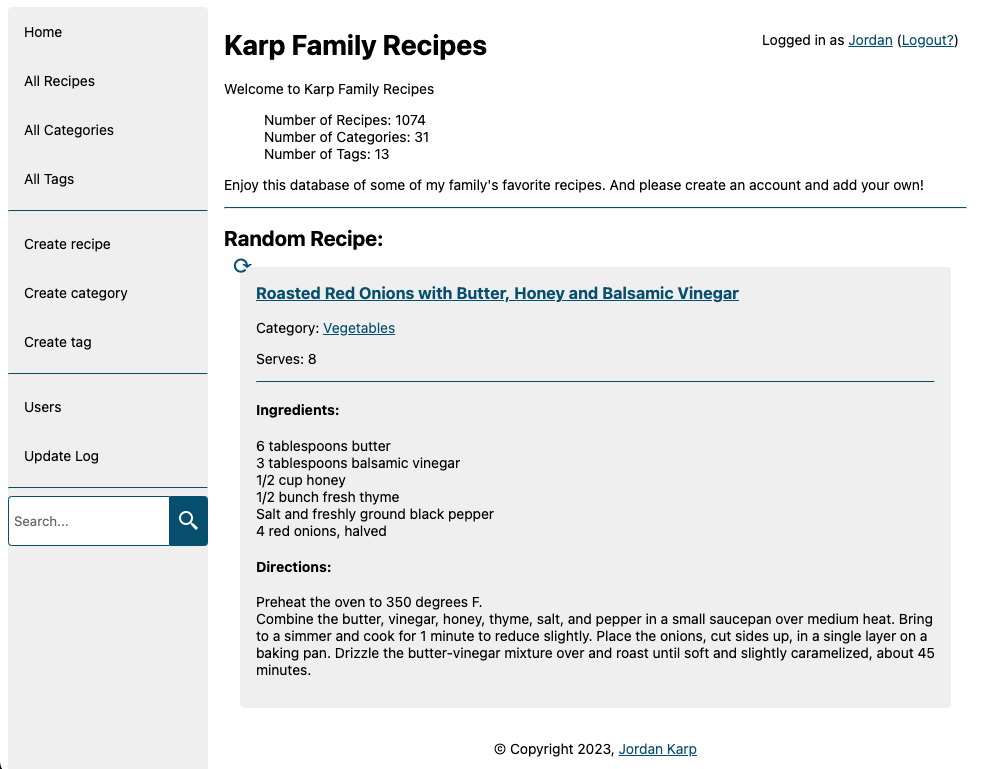 Home
All Recipes
All Categories
All Tags
Create recipe
Create category
Create tag
Users
Update Log
Search...
Karp Family Recipes
Logged in as Jordan (Logout?)
Welcome to Karp Family Recipes
Number of Recipes: 1074
Number of Categories: 31
Number of Tags: 13
Enjoy this database of some of my family's favorite recipes. And please create an account and add your own!
Random Recipe:
Roasted Red Onions with Butter, Honey and Balsamic Vinegar
Category: Vegetables
Serves: 8
Ingredients:
6 tablespoons butter
3 tablespoons balsamic vinegar
1/2 cup honey
1/2 bunch fresh thyme
Salt and freshly ground black pepper
4 red onions, halved
Directions:
Preheat the oven to 350 degrees F.
Combine the butter, vinegar, honey, thyme, salt, and pepper in a small saucepan over medium heat. Bring
to a simmer and cook for 1 minute to reduce slightly. Place the onions, cut sides up, in a single layer on a
baking pan. Drizzle the butter-vinegar mixture over and roast until soft and slightly caramelized, about 45
minutes.
© Copyright 2023, Jordan Karp